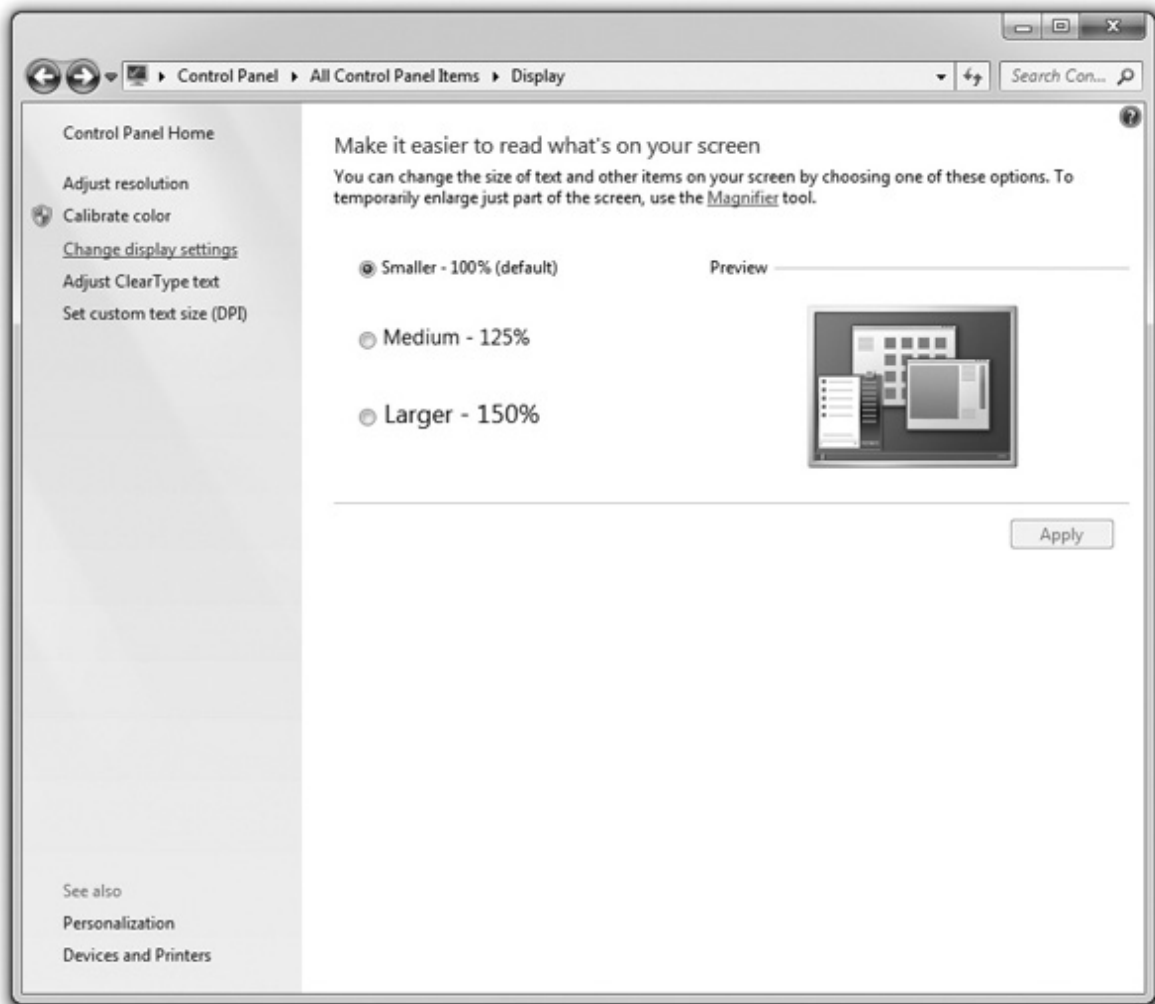 Control Panel ▸ All Control Panel Items ▸ Display
Search Con...
Control Panel Home
Adjust resolution
Calibrate color
Change display settings
Adjust ClearType text
Set custom text size (DPI)
See also
Personalization
Devices and Printers
Make it easier to read what's on your screen
You can change the size of text and other items on your screen by choosing one of these options. To
temporarily enlarge just part of the screen, use the Magnifier tool.
Smaller - 100% (default)
Preview
Medium - 125%
Larger - 150%
Apply